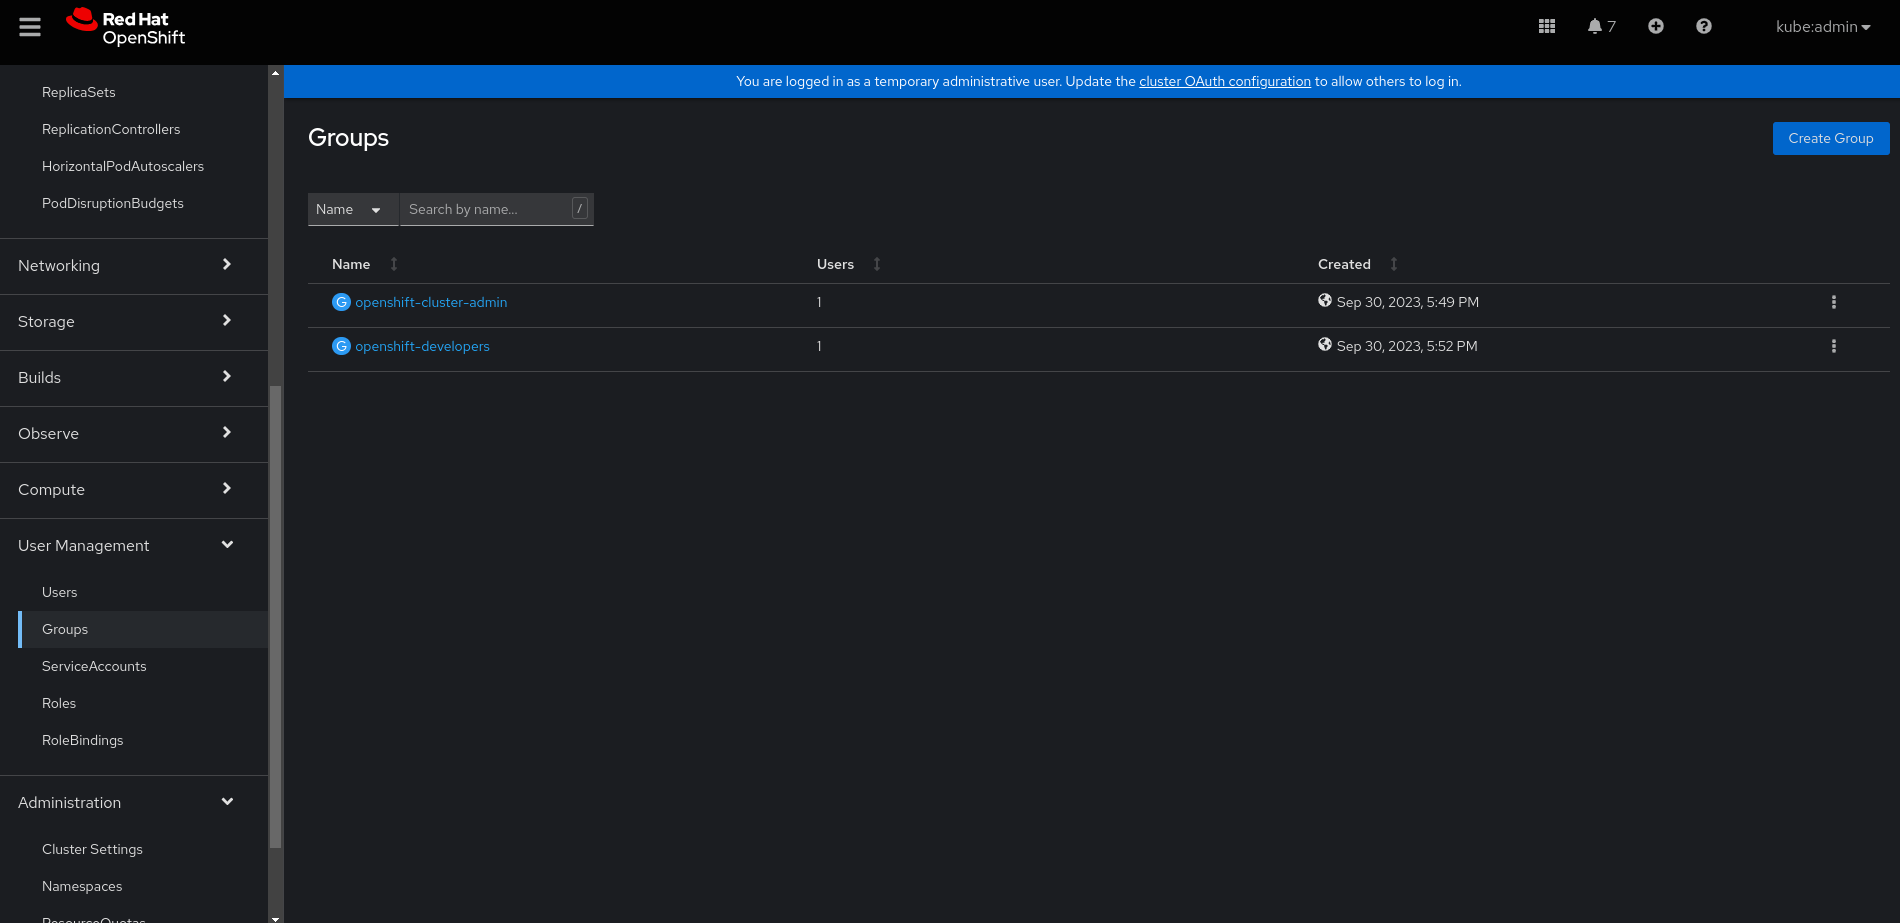 Red Hat
OpenShift
7
kube:admin
ReplicaSets
ReplicationControllers
HorizontalPodAutoscalers
PodDisruptionBudgets
Networking
Storage
Builds
Observe
Compute
User Management
Users
Groups
ServiceAccounts
Roles
RoleBindings
Administration
Cluster Settings
Namespaces
ResourceQuotas
You are logged in as a temporary administrative user. Update the cluster OAuth configuration to allow others to log in.
Groups
Create Group
Name Search by name... /
Name Users Created
G openshift-cluster-admin 1 Sep 30, 2023, 5:49 PM
G openshift-developers 1 Sep 30, 2023, 5:52 PM